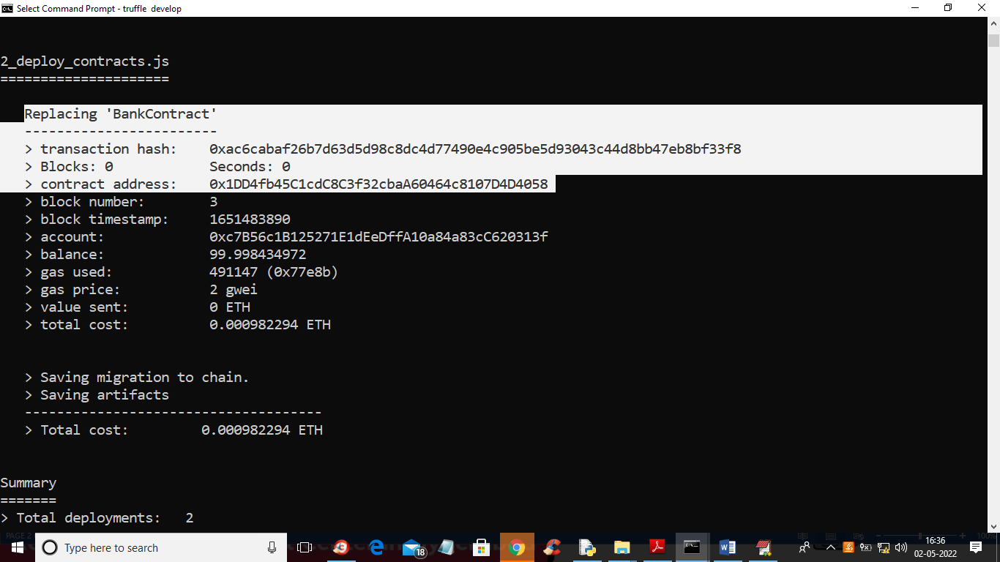 Select Command Prompt - truffle  develop
2_deploy_contracts.js
=====================
Replacing 'BankContract'
------------------------
> transaction hash:    0xac6cabaf26b7d63d5d98c8dc4d77490e4c905be5d93043c44d8bb47eb8bf33f8
> Blocks: 0            Seconds: 0
> contract address:    0x1DD4fb45C1cdC8C3f32cbaA60464c8107D4D4058
> block number:        3
> block timestamp:     1651483890
> account:             0xc7B56c1B125271E1dEeDffA10a84a83cC620313f
> balance:             99.998434972
> gas used:            491147 (0x77e8b)
> gas price:           2 gwei
> value sent:          0 ETH
> total cost:          0.000982294 ETH
> Saving migration to chain.
> Saving artifacts
-------------------------------------
> Total cost:         0.000982294 ETH
Summary
=======
> Total deployments:   2
PAGE 2
100%
Type here to search
18
16:36
02-05-2022